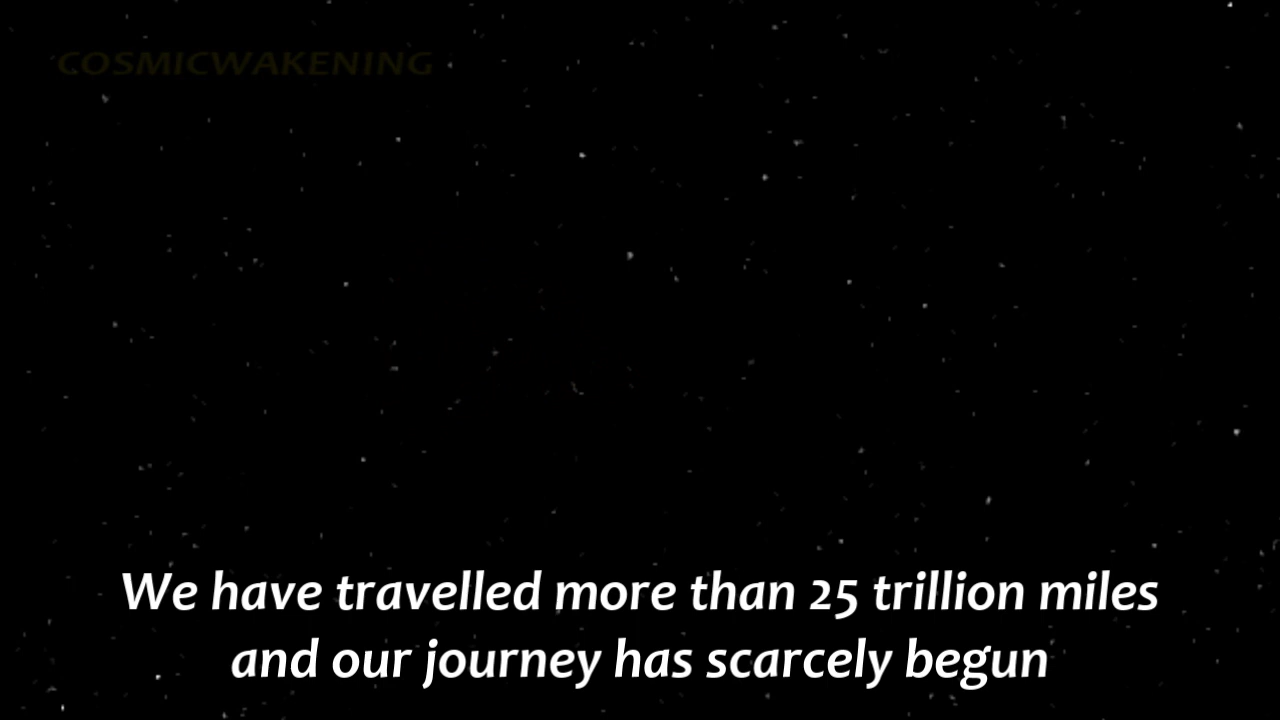 COSMICWAKENING
We have travelled more than 25 trillion miles
and our journey has scarcely begun